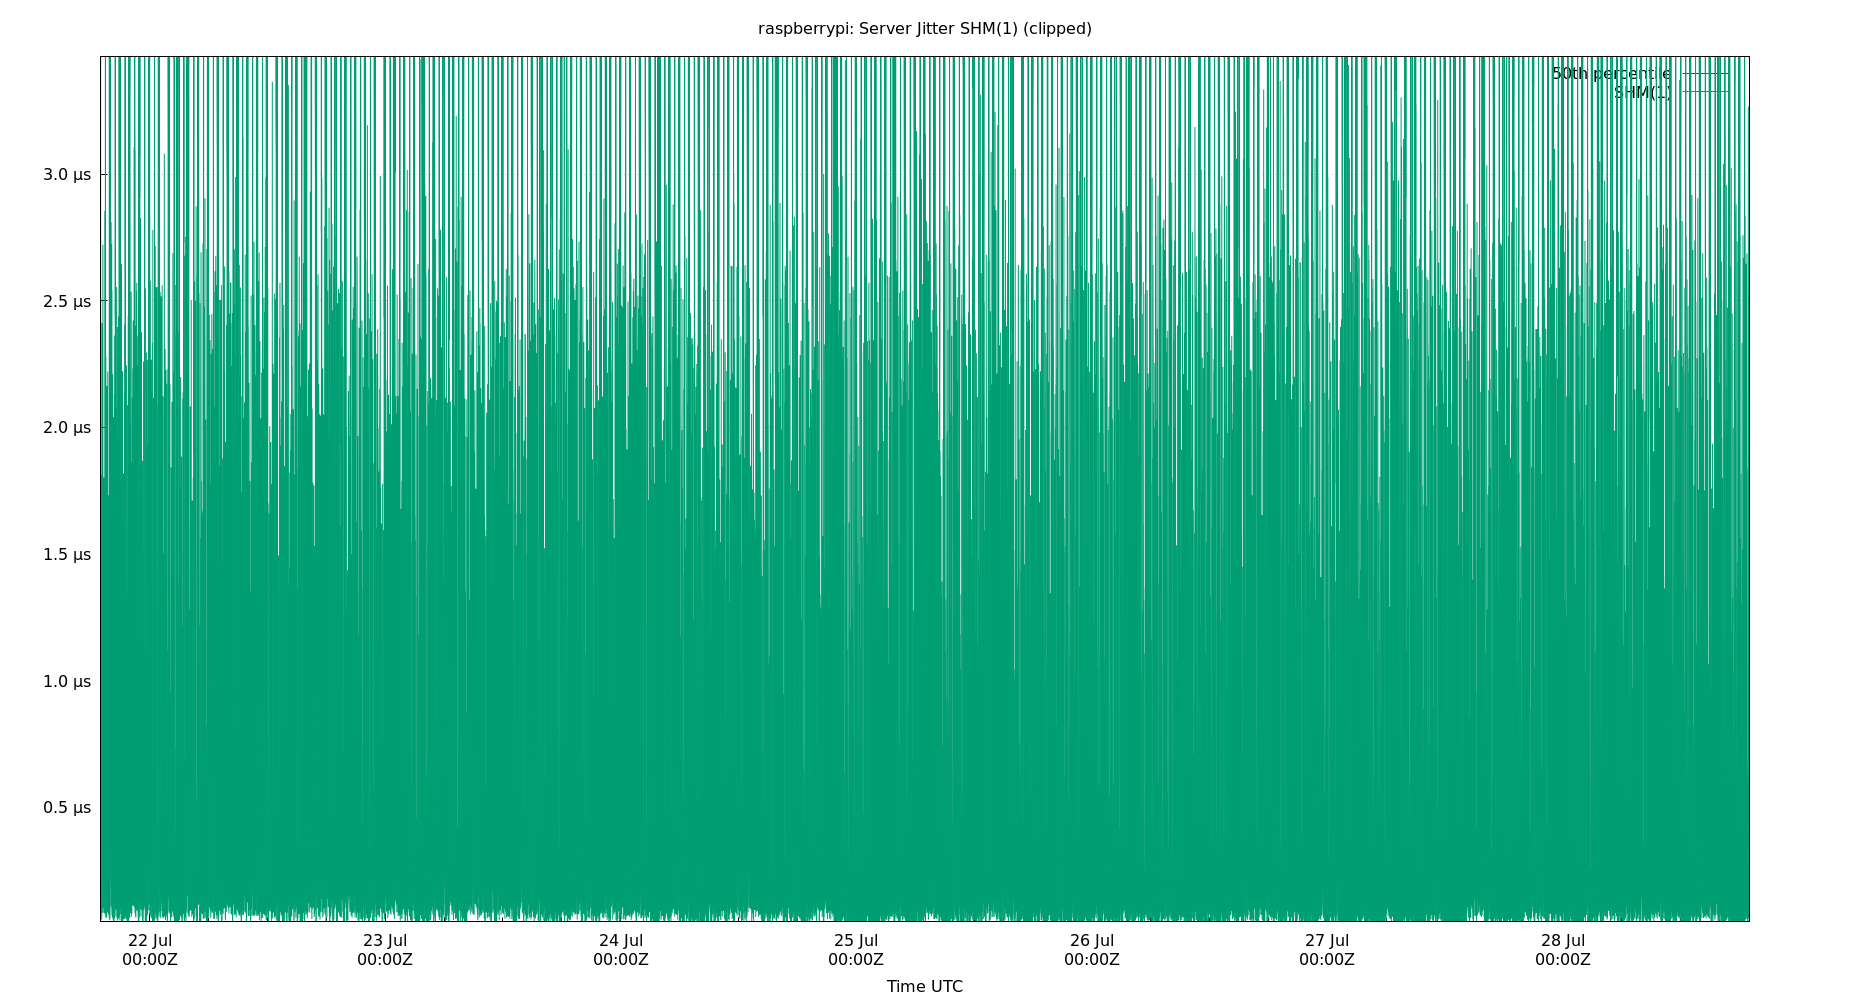 raspberrypi: Server Jitter SHM(1) (clipped)
50th percentile
SHM(1)
3.0 µs
2.5 µs
2.0 µs
1.5 µs
1.0 µs
0.5 µs
22 Jul 23 Jul 24 Jul 25 Jul 26 Jul 27 Jul 28 Jul
00:00Z 00:00Z 00:00Z 00:00Z 00:00Z 00:00Z 00:00Z
Time UTC